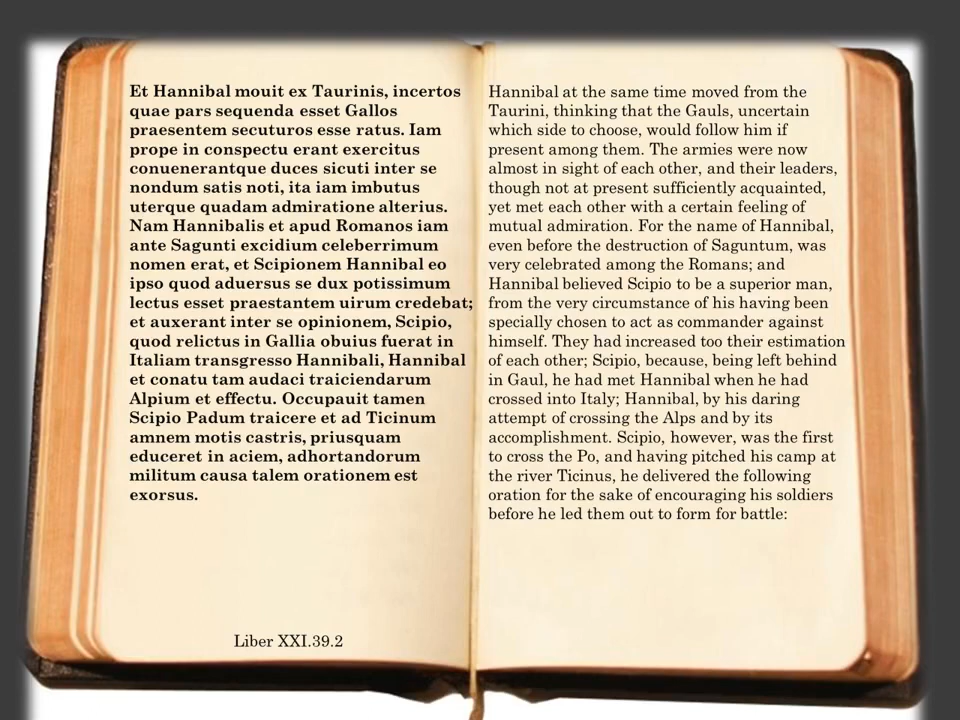 Et Hannibal mouit ex Taurinis, incertos
quae pars sequenda esset Gallos
praesentem secuturos esse ratus. Iam
prope in conspectu erant exercitus
conuenerantque duces sicuti inter se
nondum satis noti, ita iam imbutus
uterque quadam admiratione alterius.
Nam Hannibalis et apud Romanos iam
ante Sagunti excidium celeberrimum
nomen erat, et Scipionem Hannibal eo
ipso quod aduersus se dux potissimum
lectus esset praestantem uirum credebat;
et auxerant inter se opinionem, Scipio,
quod relictus in Gallia obuius fuerat in
Italiam transgresso Hannibali, Hannibal
et conatu tam audaci traiciendarum
Alpium et effectu. Occupauit tamen
Scipio Padum traicere et ad Ticinum
amnem motis castris, priusquam
educeret in aciem, adhortandorum
militum causa talem orationem est
exorsus.
Liber XXI.39.2
Hannibal at the same time moved from the
Taurini, thinking that the Gauls, uncertain
which side to choose, would follow him if
present among them. The armies were now
almost in sight of each other, and their leaders,
though not at present sufficiently acquainted,
yet met each other with a certain feeling of
mutual admiration. For the name of Hannibal,
even before the destruction of Saguntum, was
very celebrated among the Romans; and
Hannibal believed Scipio to be a superior man,
from the very circumstance of his having been
specially chosen to act as commander against
himself. They had increased too their estimation
of each other; Scipio, because, being left behind
in Gaul, he had met Hannibal when he had
crossed into Italy; Hannibal, by his daring
attempt of crossing the Alps and by its
accomplishment. Scipio, however, was the first
to cross the Po, and having pitched his camp at
the river Ticinus, he delivered the following
oration for the sake of encouraging his soldiers
before he led them out to form for battle: